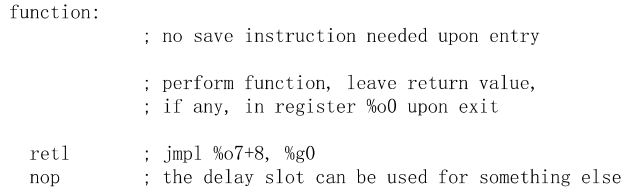 function:
; no save instruction needed upon entry
; perform function, leave return value,
; if any, in register %o0 upon exit
retl ; jmpl %o7+8, %g0
nop ; the delay slot can be used for something else